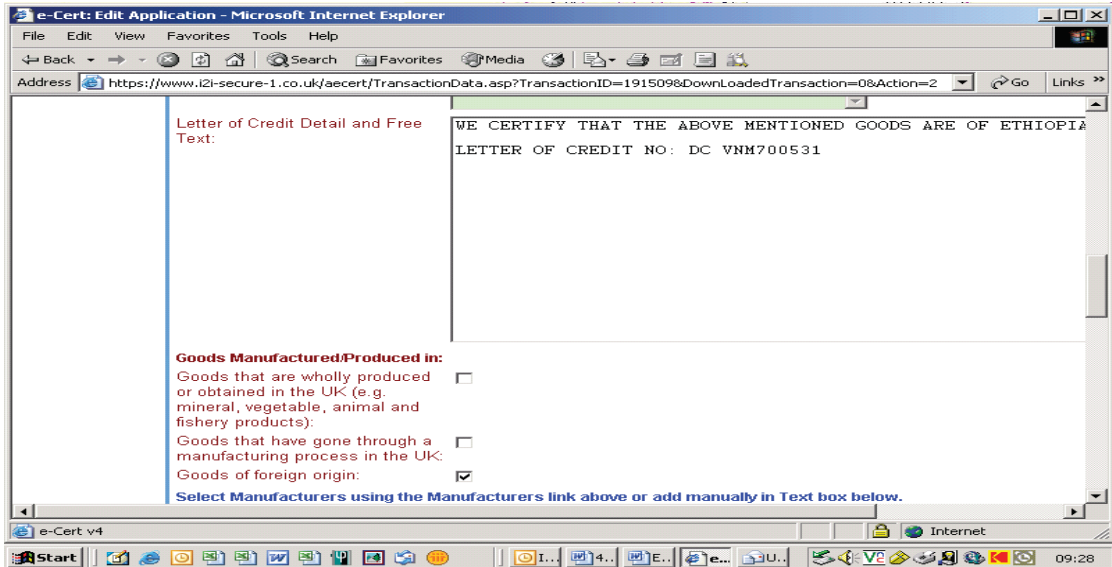 e-Cert: Edit Application - Microsoft Internet Explorer
File Edit View Favorites Tools Help
Back Search Favorites Media
Address https://www.i2i-secure-1.co.uk/aecert/TransactionData.asp?TransactionID=191509&DownLoadedTransaction=0&Action=2 Go Links »
Letter of Credit Detail and Free
Text:
WE CERTIFY THAT THE ABOVE MENTIONED GOODS ARE OF ETHIOPIA
LETTER OF CREDIT NO: DC VNM700531
Goods Manufactured/Produced in:
Goods that are wholly produced
or obtained in the UK (e.g.
mineral, vegetable, animal and
fishery products):
Goods that have gone through a
manufacturing process in the UK:
Goods of foreign origin:
Select Manufacturers using the Manufacturers link above or add manually in Text box below.
e-Cert v4 Internet
Start I... 4.. E.. e... U.. 09:28